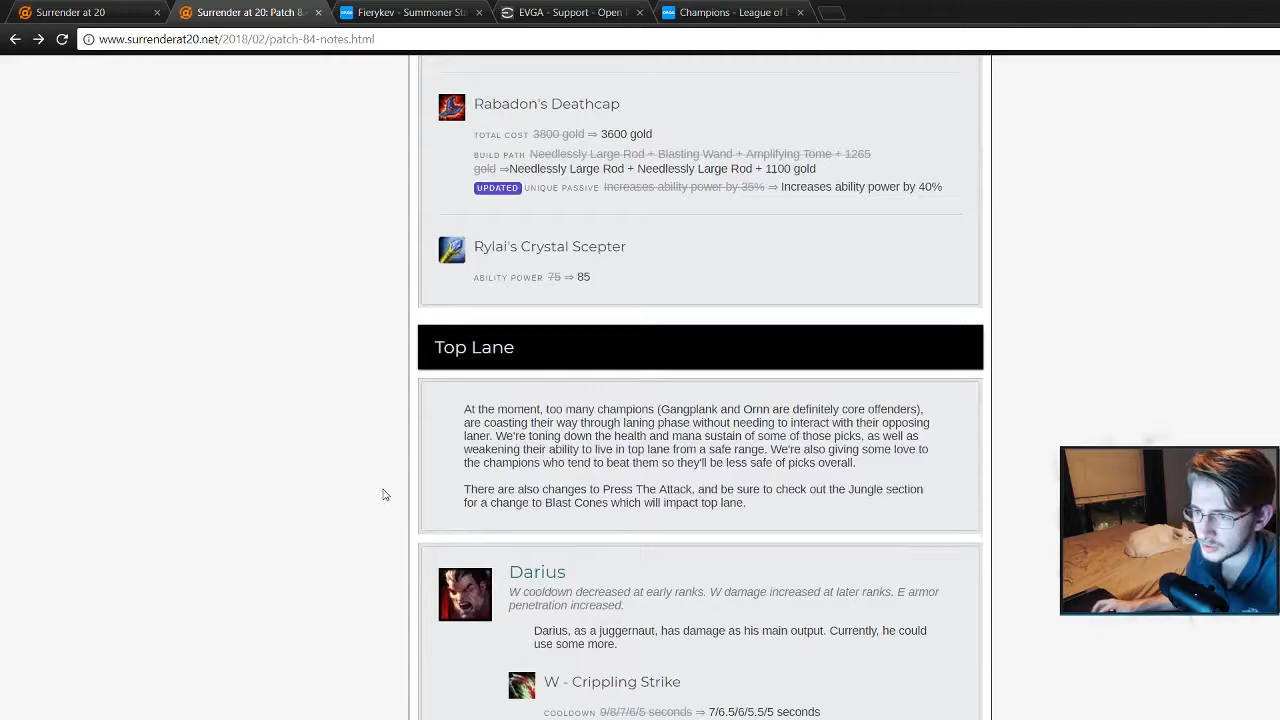 Surrender at 20
Surrender at 20: Patch 8.
Fierykev - Summoner Sta
EVGA - Support - Open
Champions - League of L
www.surrenderat20.net/2018/02/patch-84-notes.html
Rabadon's Deathcap
TOTAL COST 3800 gold ⇒ 3600 gold
BUILD PATH Needlessly Large Rod + Blasting Wand + Amplifying Tome + 1265
gold ⇒Needlessly Large Rod + Needlessly Large Rod + 1100 gold
UPDATED UNIQUE PASSIVE Increases ability power by 35% ⇒ Increases ability power by 40%
Rylai's Crystal Scepter
ABILITY POWER 75 ⇒ 85
Top Lane
At the moment, too many champions (Gangplank and Ornn are definitely core offenders),
are coasting their way through laning phase without needing to interact with their opposing
laner. We're toning down the health and mana sustain of some of those picks, as well as
weakening their ability to live in top lane from a safe range. We're also giving some love to
the champions who tend to beat them so they'll be less safe of picks overall.
There are also changes to Press The Attack, and be sure to check out the Jungle section
for a change to Blast Cones which will impact top lane.
Darius
W cooldown decreased at early ranks. W damage increased at later ranks. E armor
penetration increased.
Darius, as a juggernaut, has damage as his main output. Currently, he could
use some more.
W - Crippling Strike
COOLDOWN 9/8/7/6/5 seconds ⇒ 7/6.5/6/5.5/5 seconds